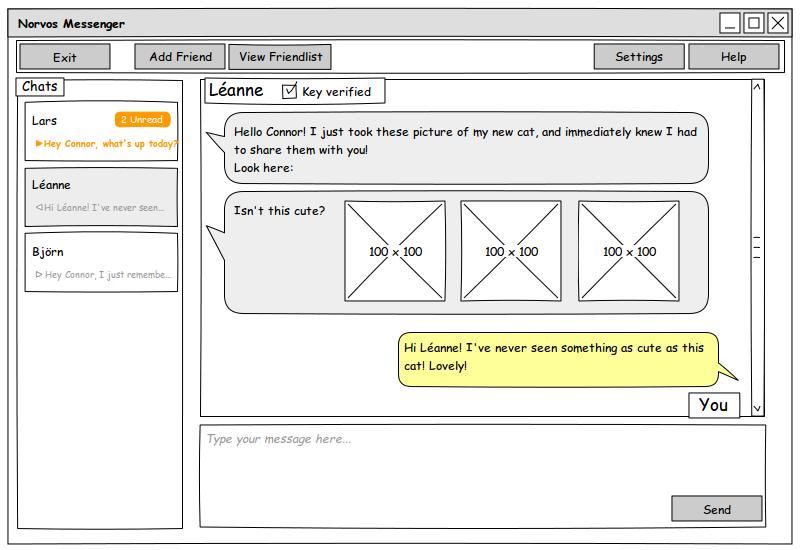 Norvos Messenger
Exit
Add Friend
View Friendlist
Settings
Help
Chats
Lars
2 Unread
Hey Connor, what's up today?
Léanne
Hi Léanne! I've never seen...
Björn
Hey Connor, I just remembe...
Léanne
Key verified
Hello Connor! I just took these picture of my new cat, and immediately knew I had
to share them with you!
Look here:
Isn't this cute?
100 x 100
100 x 100
100 x 100
Hi Léanne! I've never seen something as cute as this
cat! Lovely!
You
Type your message here...
Send